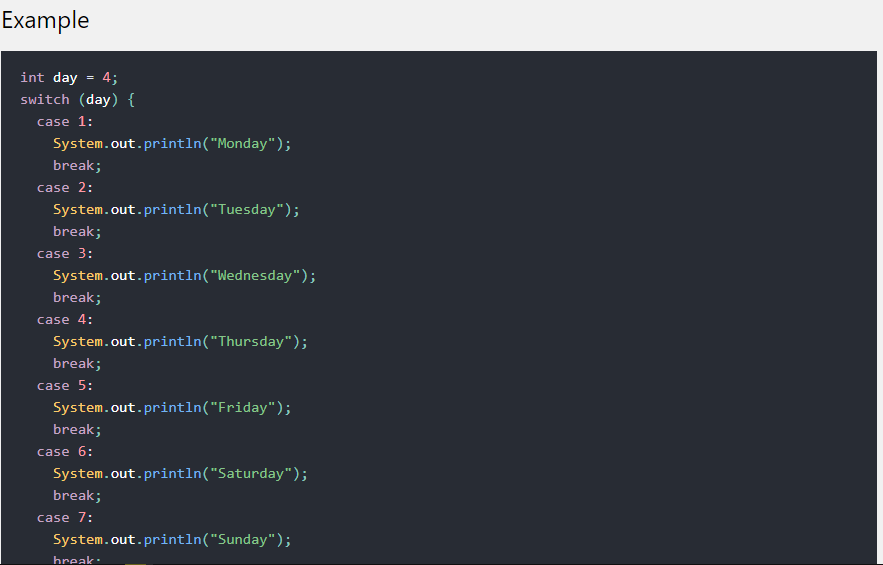 Example
int day = 4;
switch (day) {
  case 1:
    System.out.println("Monday");
    break;
  case 2:
    System.out.println("Tuesday");
    break;
  case 3:
    System.out.println("Wednesday");
    break;
  case 4:
    System.out.println("Thursday");
    break;
  case 5:
    System.out.println("Friday");
    break;
  case 6:
    System.out.println("Saturday");
    break;
  case 7:
    System.out.println("Sunday");
    break;